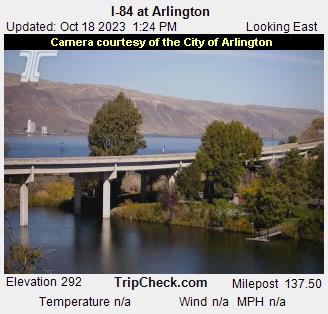 I-84 at Arlington
Updated: Oct 18 2023 1:24 PM Looking East
Camera courtesy of the City of Arlington
Elevation 292 TripCheck.com Milepost 137.50
Temperature n/a Wind n/a MPH n/a